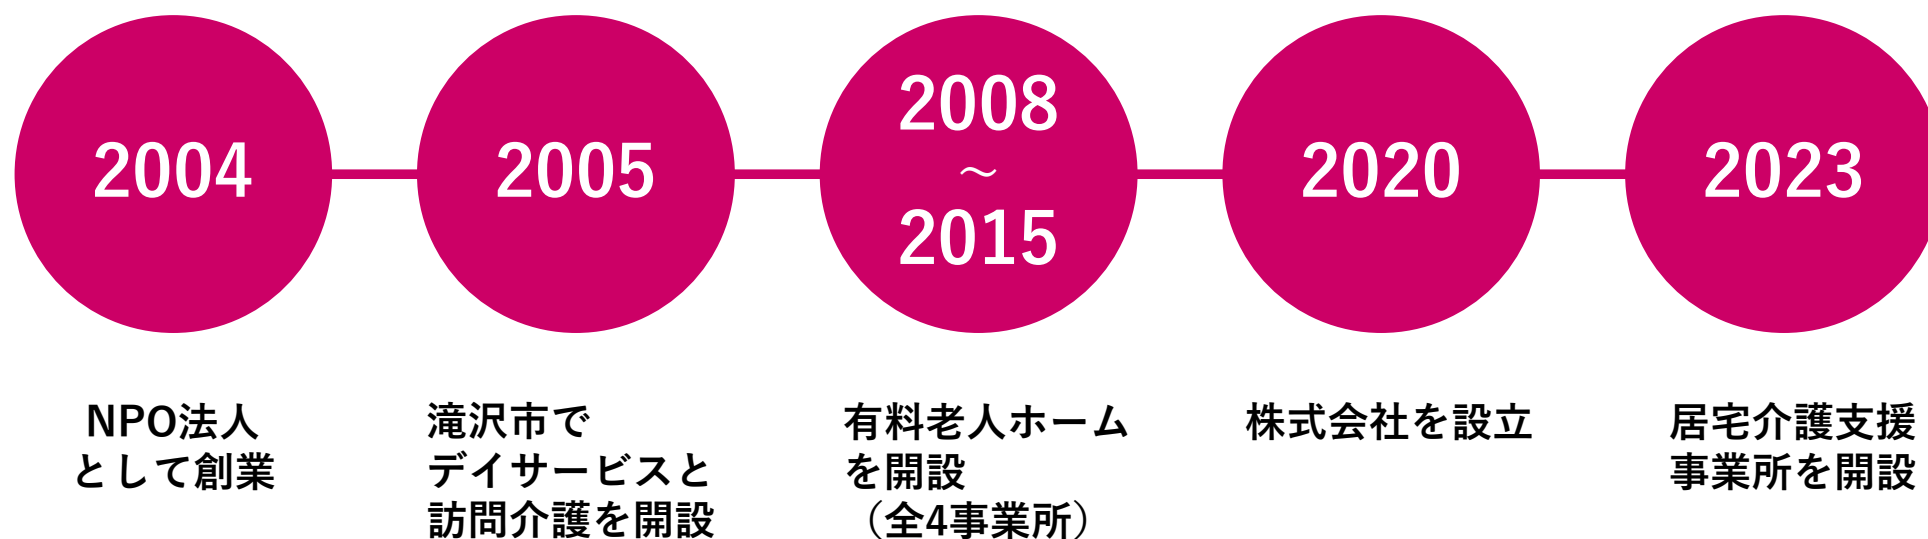 2004
2005
2008
～
2015
2020
2023
NPO法人
として創業
滝沢市で
デイサービスと
訪問介護を開設
有料老人ホーム
を開設
（全4事業所）
株式会社を設立
居宅介護支援
事業所を開設